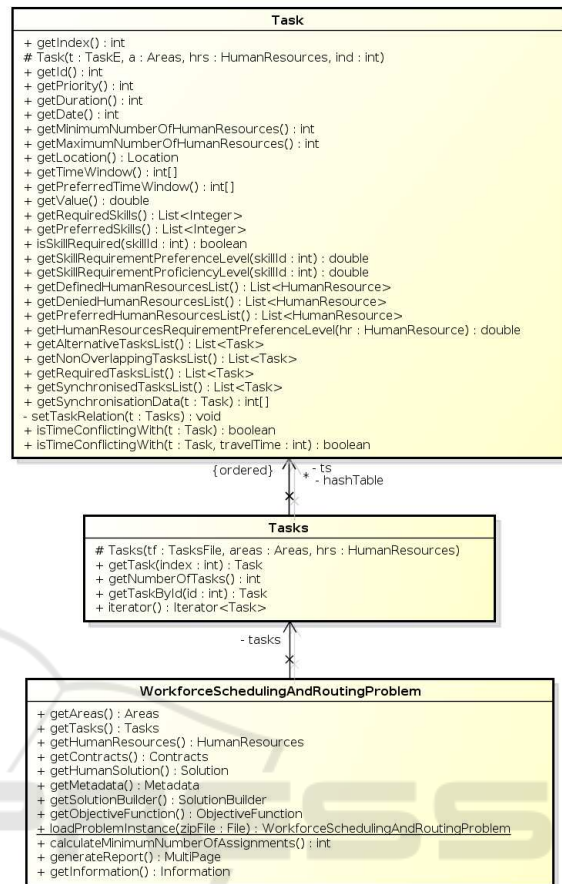 Task
+ getIndex() : int
# Task(t : TaskE, a : Areas, hrs : HumanResources, ind : int)
+ getId() : int
+ getPriority() : int
+ getDuration() : int
+ getDate() : int
+ getMinimumNumberOfHumanResources() : int
+ getMaximumNumberOfHumanResources() : int
+ getLocation() : Location
+ getTimeWindow() : int[]
+ getPreferredTimeWindow() : int[]
+ getValue() : double
+ getRequiredSkills() : List<Integer>
+ getPreferredSkills() : List<Integer>
+ isSkillRequired(skillId : int) : boolean
+ getSkillRequirementPreferenceLevel(skillId : int) : double
+ getSkillRequirementProficiencyLevel(skillId : int) : double
+ getDefinedHumanResourcesList() : List<HumanResource>
+ getDeniedHumanResourcesList() : List<HumanResource>
+ getPreferredHumanResourcesList() : List<HumanResource>
+ getHumanResourcesRequirementPreferenceLevel(hr : HumanResource) : double
+ getAlternativeTasksList() : List<Task>
+ getNonOverlappingTasksList() : List<Task>
+ getRequiredTasksList() : List<Task>
+ getSynchronisedTasksList() : List<Task>
+ getSynchronisationData(t : Task) : int[]
- setTaskRelation(t : Tasks) : void
+ isTimeConflictingWith(t : Task) : boolean
+ isTimeConflictingWith(t : Task, travelTime : int) : boolean
{ordered} - ts
* - hashTable
Tasks
# Tasks(tf : TasksFile, areas : Areas, hrs : HumanResources)
+ getTask(index : int) : Task
+ getNumberOfTasks() : int
+ getTaskById(id : int) : Task
+ iterator() : Iterator<Task>
- tasks
WorkforceSchedulingAndRoutingProblem
+ getAreas() : Areas
+ getTasks() : Tasks
+ getHumanResources() : HumanResources
+ getContracts() : Contracts
+ getHumanSolution() : Solution
+ getMetadata() : Metadata
+ getSolutionBuilder() : SolutionBuilder
+ getObjectiveFunction() : ObjectiveFunction
+ loadProblemInstance(zipFile : File) : WorkforceSchedulingAndRoutingProblem
+ calculateMinimumNumberOfAssignments() : int
+ generateReport() : MultiPage
+ getInformation() : Information